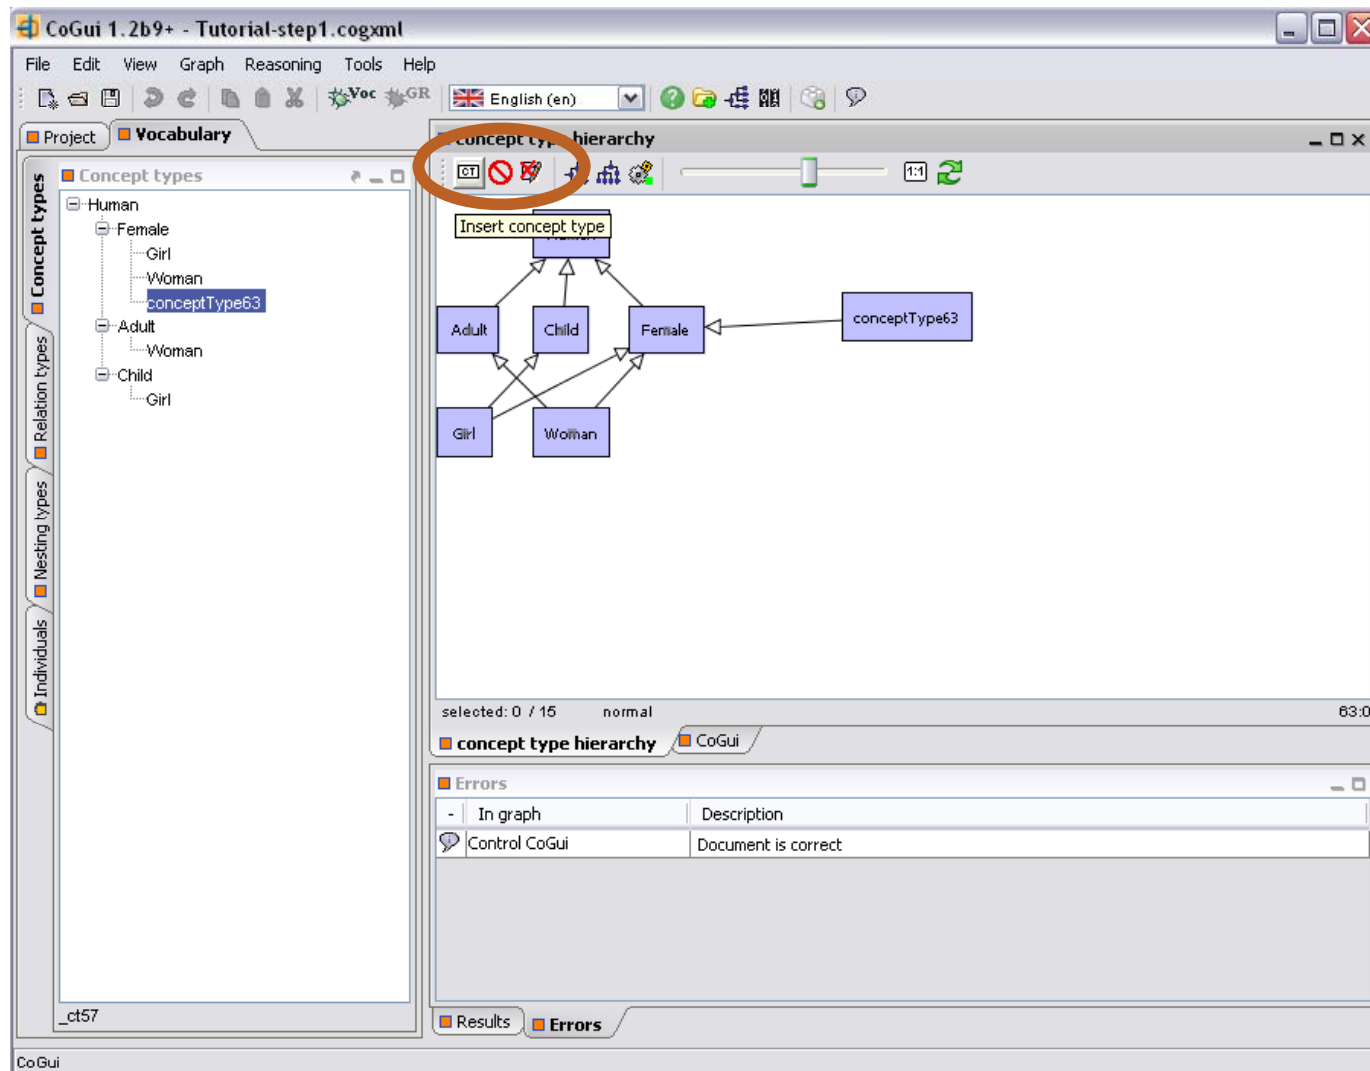 CoGui 1.2b9+ - Tutorial-step1.cogxml
File Edit View Graph Reasoning Tools Help
Voc GR English (en)
Project Vocabulary
Concept types
Relation types
Nesting types
Individuals
Concept types
Human
Female
Girl
Woman
conceptType63
Adult
Woman
Child
Girl
_ct57
concept type hierarchy
CT 1:1
Insert concept type
Adult Child Female conceptType63
Girl Woman
selected: 0 / 15 normal 63:0
concept type hierarchy CoGui
Errors
- In graph Description
Control CoGui Document is correct
Results Errors
CoGui